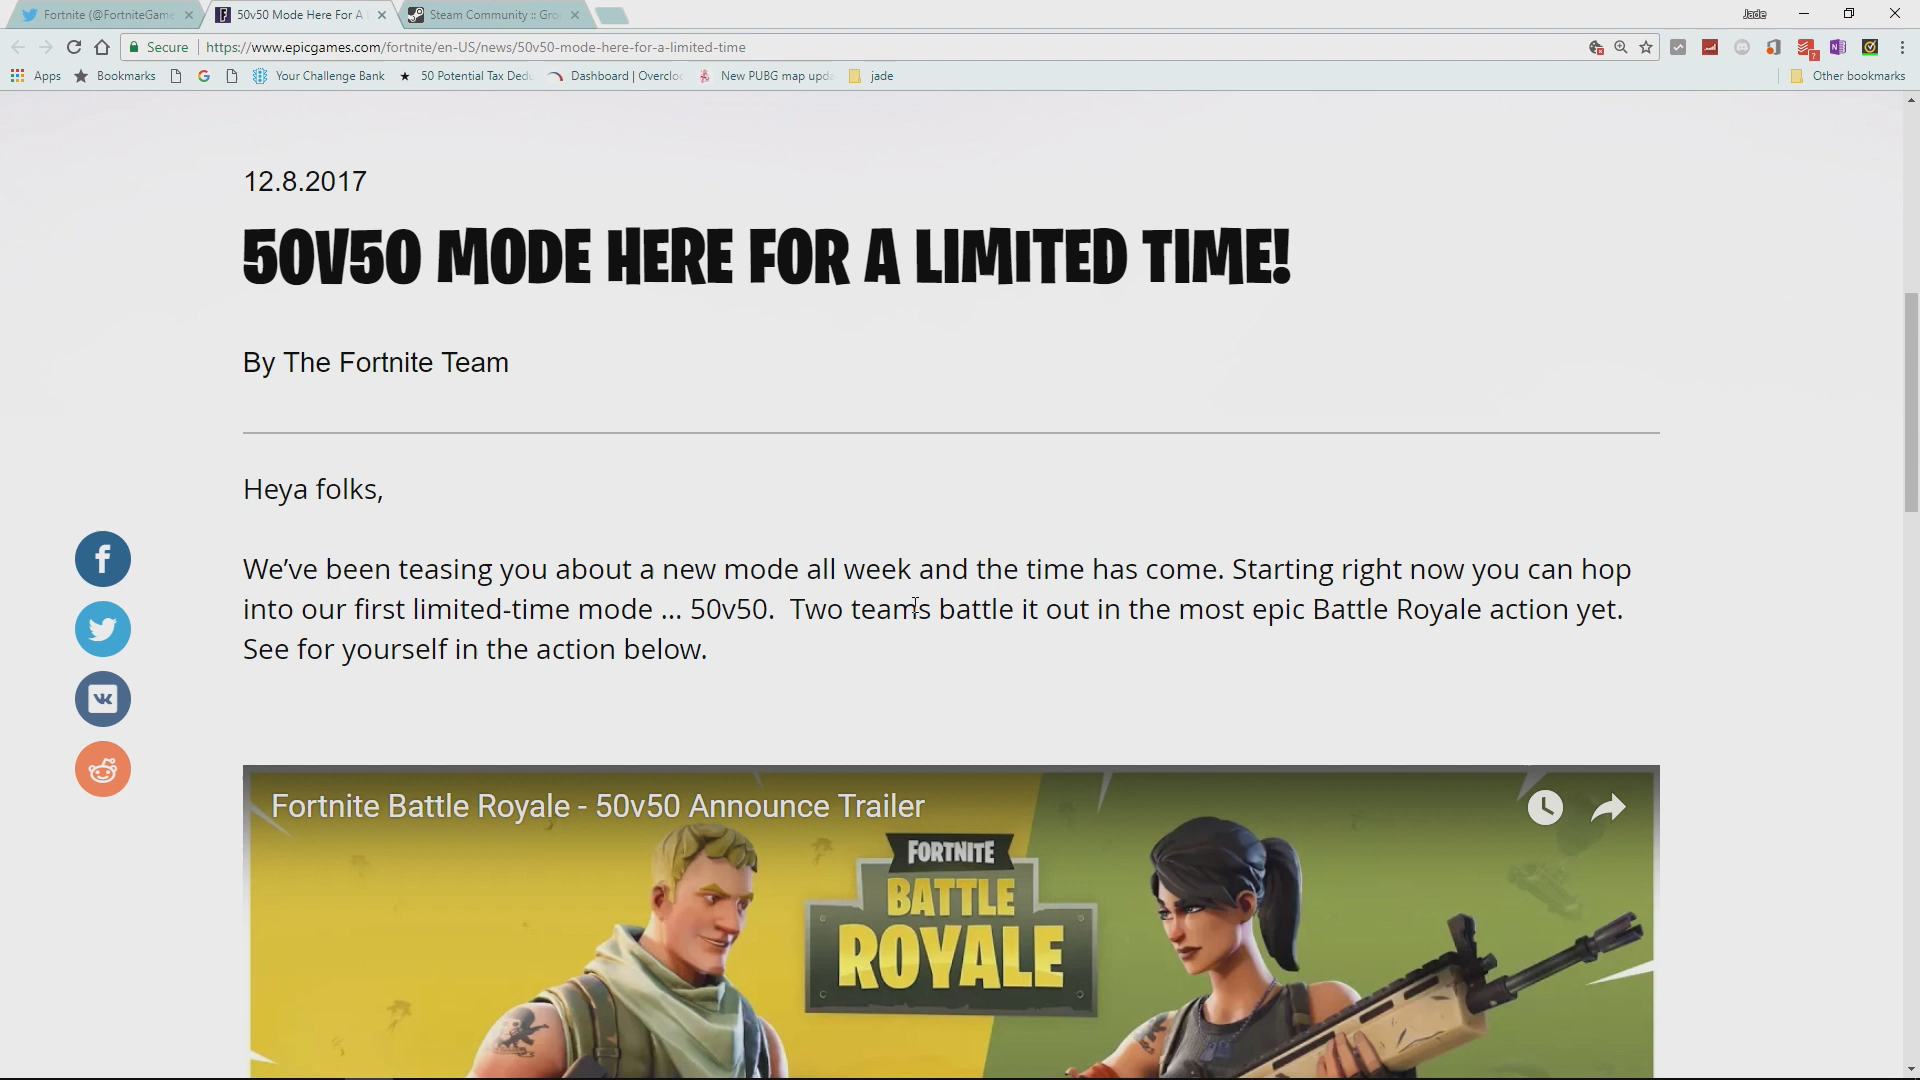 Fortnite (@FortniteGame
50v50 Mode Here For A
Steam Community :: Gro
Jade
Secure
https://www.epicgames.com/fortnite/en-US/news/50v50-mode-here-for-a-limited-time
Apps
Bookmarks
Your Challenge Bank
50 Potential Tax Dedu
Dashboard | Overcloc
New PUBG map upda
jade
Other bookmarks
12.8.2017
50V50 MODE HERE FOR A LIMITED TIME!
By The Fortnite Team
Heya folks,
We’ve been teasing you about a new mode all week and the time has come. Starting right now you can hop
into our first limited-time mode ... 50v50.  Two teams battle it out in the most epic Battle Royale action yet.
See for yourself in the action below.
Fortnite Battle Royale - 50v50 Announce Trailer
FORTNITE
BATTLE
ROYALE